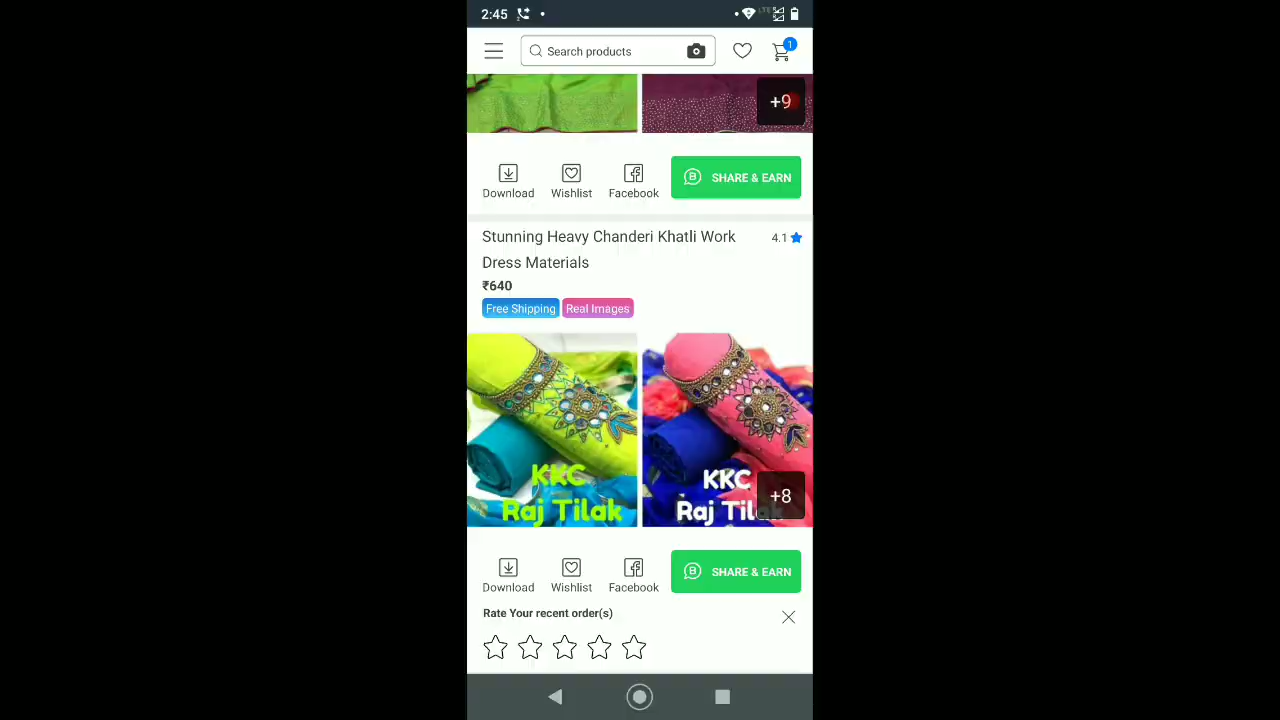 2:45
LTE
Search products
1
+9
Download Wishlist Facebook SHARE & EARN
Stunning Heavy Chanderi Khatli Work 4.1
Dress Materials
₹640
Free Shipping Real Images
KKC KKC
Raj Tilak Raj Tilak
+8
Download Wishlist Facebook SHARE & EARN
Rate Your recent order(s)